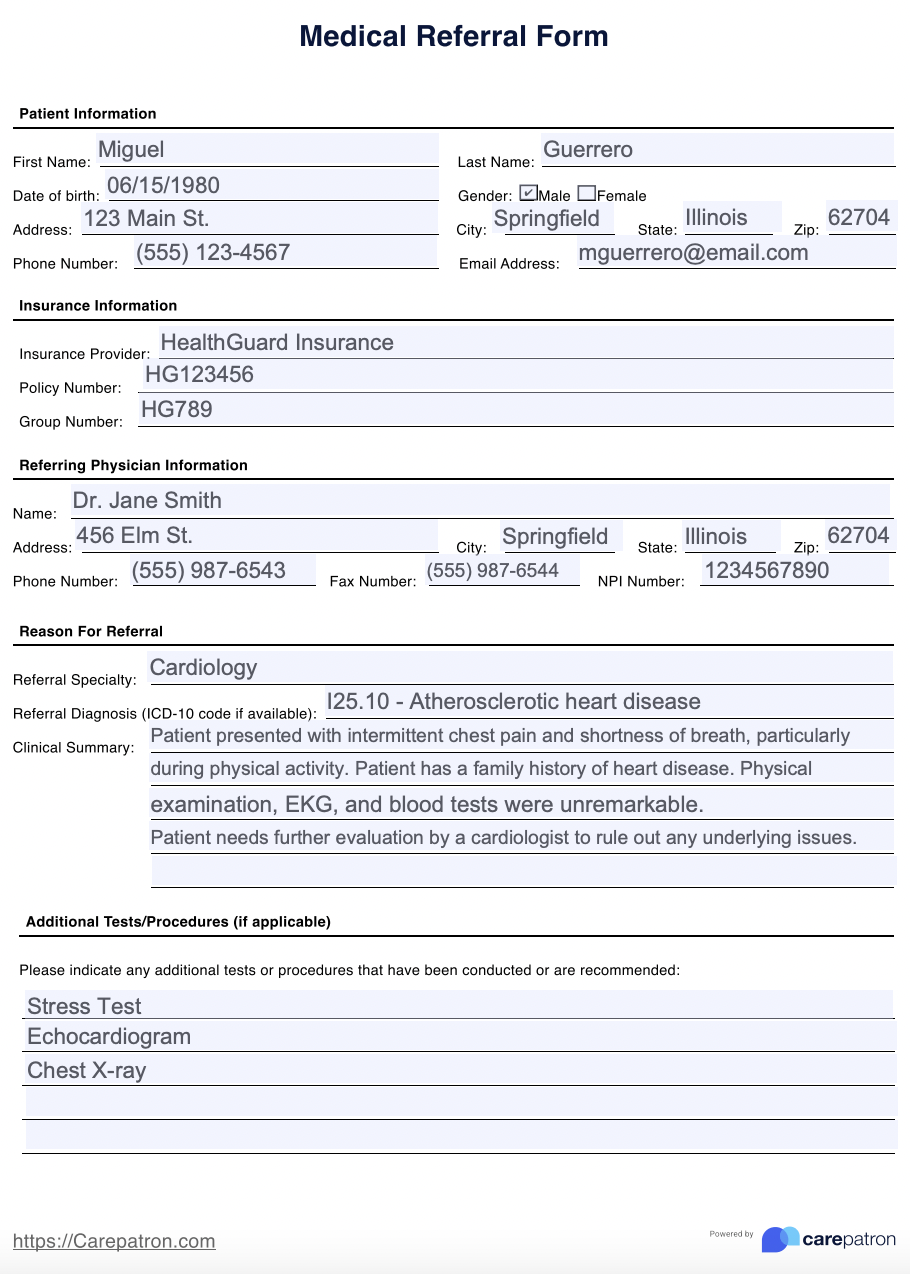 Medical Referral Form
Patient Information
First Name: Miguel Last Name: Guerrero
Date of birth: 06/15/1980 Gender: ☑Male ☐Female
Address: 123 Main St. City: Springfield State: Illinois Zip: 62704
Phone Number: (555) 123-4567 Email Address: mguerrero@email.com
Insurance Information
Insurance Provider: HealthGuard Insurance
Policy Number: HG123456
Group Number: HG789
Referring Physician Information
Name: Dr. Jane Smith
Address: 456 Elm St. City: Springfield State: Illinois Zip: 62704
Phone Number: (555) 987-6543 Fax Number: (555) 987-6544 NPI Number: 1234567890
Reason For Referral
Referral Specialty: Cardiology
Referral Diagnosis (ICD-10 code if available): I25.10 - Atherosclerotic heart disease
Clinical Summary: Patient presented with intermittent chest pain and shortness of breath, particularly
during physical activity. Patient has a family history of heart disease. Physical
examination, EKG, and blood tests were unremarkable.
Patient needs further evaluation by a cardiologist to rule out any underlying issues.
Additional Tests/Procedures (if applicable)
Please indicate any additional tests or procedures that have been conducted or are recommended:
Stress Test
Echocardiogram
Chest X-ray
https://Carepatron.com Powered by carepatron